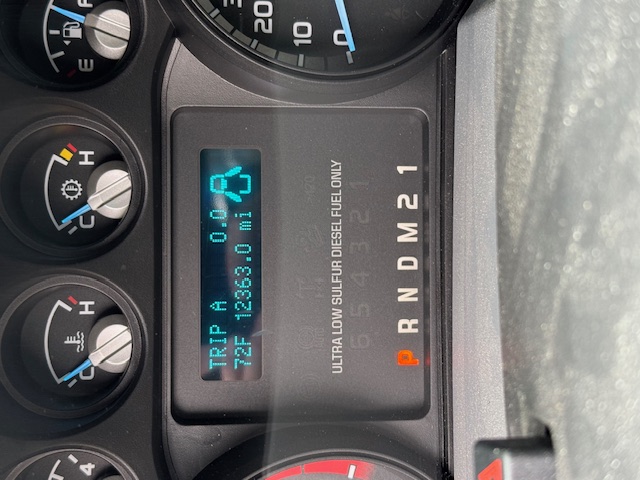 F
E
H
C
H
C
4
20
10
0
TRIP A 0.0
72F 12363.0 mi
ULTRA LOW SULFUR DIESEL FUEL ONLY
6 5 4 3 2 1
P R N D M 2 1